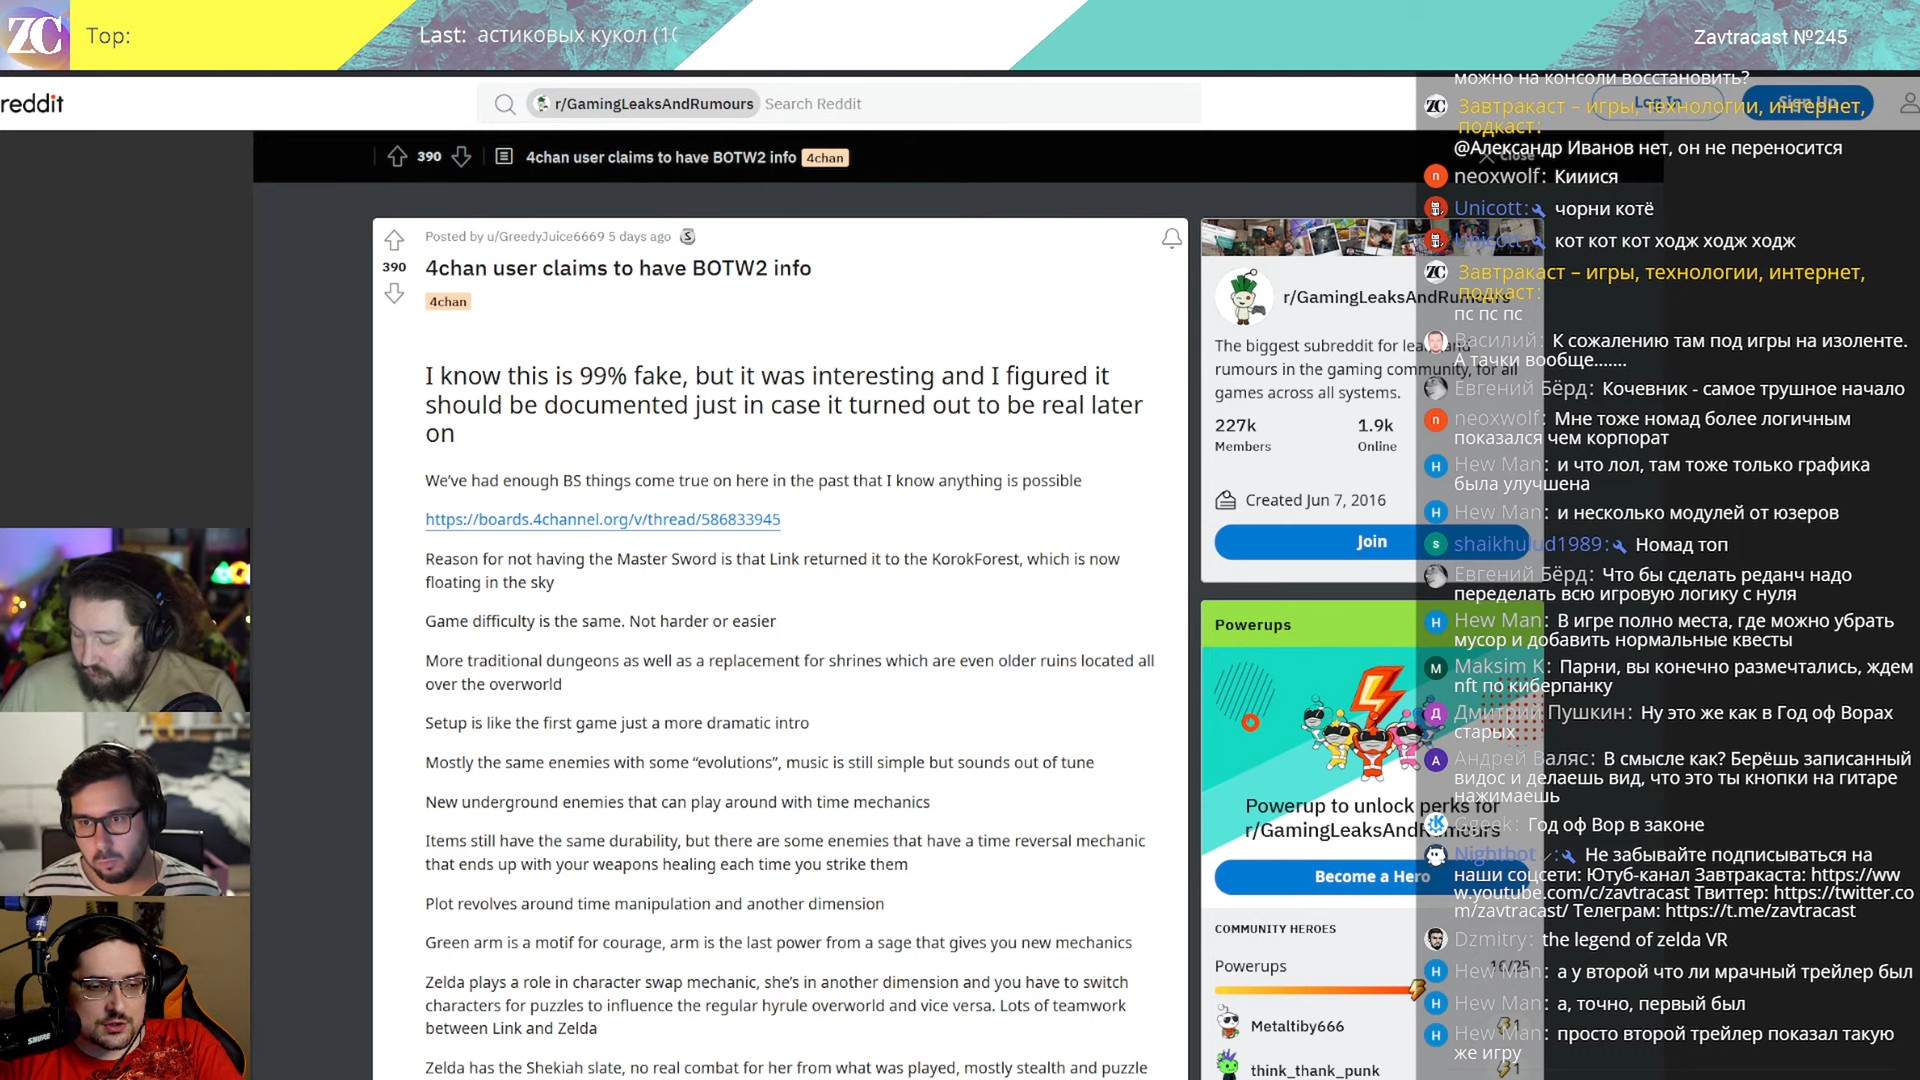 ZC
Top:
Last: астиковых кукол (10
Zavtracast №245
reddit
r/GamingLeaksAndRumours Search Reddit
Log In
Sign Up
390
4chan user claims to have BOTW2 info 4chan
Close
Posted by u/GreedyJuice6669 5 days ago
390
4chan user claims to have BOTW2 info
4chan
I know this is 99% fake, but it was interesting and I figured it
should be documented just in case it turned out to be real later
on
We've had enough BS things come true on here in the past that I know anything is possible
https://boards.4channel.org/v/thread/586833945
Reason for not having the Master Sword is that Link returned it to the KorokForest, which is now
floating in the sky
Game difficulty is the same. Not harder or easier
More traditional dungeons as well as a replacement for shrines which are even older ruins located all
over the overworld
Setup is like the first game just a more dramatic intro
Mostly the same enemies with some “evolutions”, music is still simple but sounds out of tune
New underground enemies that can play around with time mechanics
Items still have the same durability, but there are some enemies that have a time reversal mechanic
that ends up with your weapons healing each time you strike them
Plot revolves around time manipulation and another dimension
Green arm is a motif for courage, arm is the last power from a sage that gives you new mechanics
Zelda plays a role in character swap mechanic, she's in another dimension and you have to switch
characters for puzzles to influence the regular hyrule overworld and vice versa. Lots of teamwork
between Link and Zelda
Zelda has the Shekiah slate, no real combat for her from what was played, mostly stealth and puzzle
r/GamingLeaksAndRumours
The biggest subreddit for leaks and
rumours in the gaming community, for all
games across all systems.
227k
Members
1.9k
Online
Created Jun 7, 2016
Join
Powerups
Powerup to unlock perks for
r/GamingLeaksAndRumours
Become a Hero
COMMUNITY HEROES
Powerups
16/25
Metaltiby666
1
think_thank_punk
1
можно на консоли восстановить?
Завтракаст – игры, технологии, интернет,
подкаст:
@Александр Иванов нет, он не переносится
neoxwolf: Кииися
Unicott: чорни котё
Unicott: кот кот кот ходж ходж ходж
Завтракаст – игры, технологии, интернет,
подкаст:
пс пс пс
Василий: К сожалению там под игры на изоленте.
А тачки вообще.......
Евгений Бёрд: Кочевник - самое трушное начало
neoxwolf: Мне тоже номад более логичным
показался чем корпорат
Hew Man: и что лол, там тоже только графика
была улучшена
Hew Man: и несколько модулей от юзеров
shaikhulud1989: Номад топ
Евгений Бёрд: Что бы сделать реданч надо
переделать всю игровую логику с нуля
Hew Man: В игре полно места, где можно убрать
мусор и добавить нормальные квесты
Maksim K: Парни, вы конечно размечтались, ждем
nft по киберпанку
Дмитрий Пушкин: Ну это же как в Год оф Ворах
старых
Андрей Валяс: В смысле как? Берёшь записанный
видос и делаешь вид, что это ты кнопки на гитаре
нажимаешь
Ggeek: Год оф Вор в законе
Nightbot: Не забывайте подписываться на
наши соцсети: Ютуб-канал Завтракаста: https://ww
w.youtube.com/c/zavtracast Твиттер: https://twitter.co
m/zavtracast/ Телеграм: https://t.me/zavtracast
Dzmitry: the legend of zelda VR
Hew Man: а у второй что ли мрачный трейлер был
Hew Man: а, точно, первый был
Hew Man: просто второй трейлер показал такую
же игру
SHURE